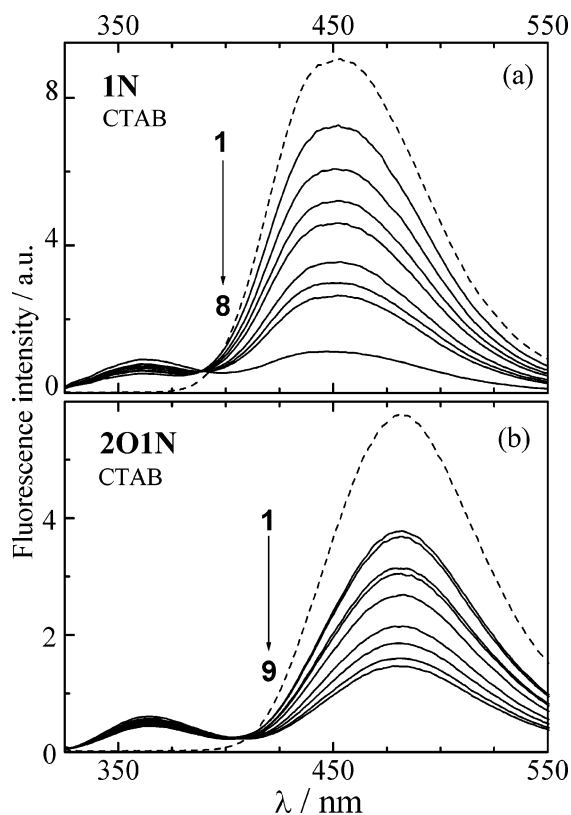 350 450 550
8
1N
CTAB
(a)
1
4
8
0
Fluorescence intensity / a.u.
2O1N
CTAB
(b)
4
1
2
9
0
350 450 550
λ / nm